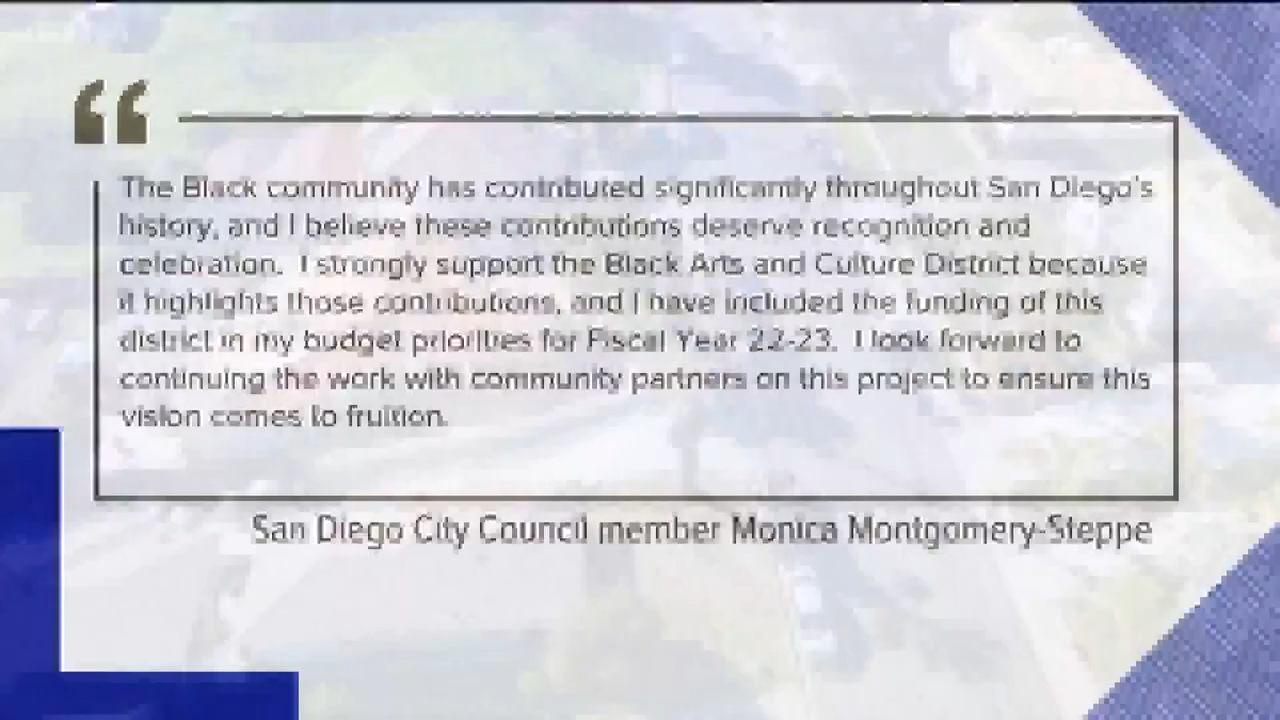 “
The Black community has contributed significantly throughout San Diego's
history, and I believe these contributions deserve recognition and
celebration.  I strongly support the Black Arts and Culture District because
it highlights those contributions, and I have included the funding of this
district in my budget priorities for Fiscal Year 22-23.  I look forward to
continuing the work with community partners on this project to ensure this
vision comes to fruition.
San Diego City Council member Monica Montgomery-Steppe